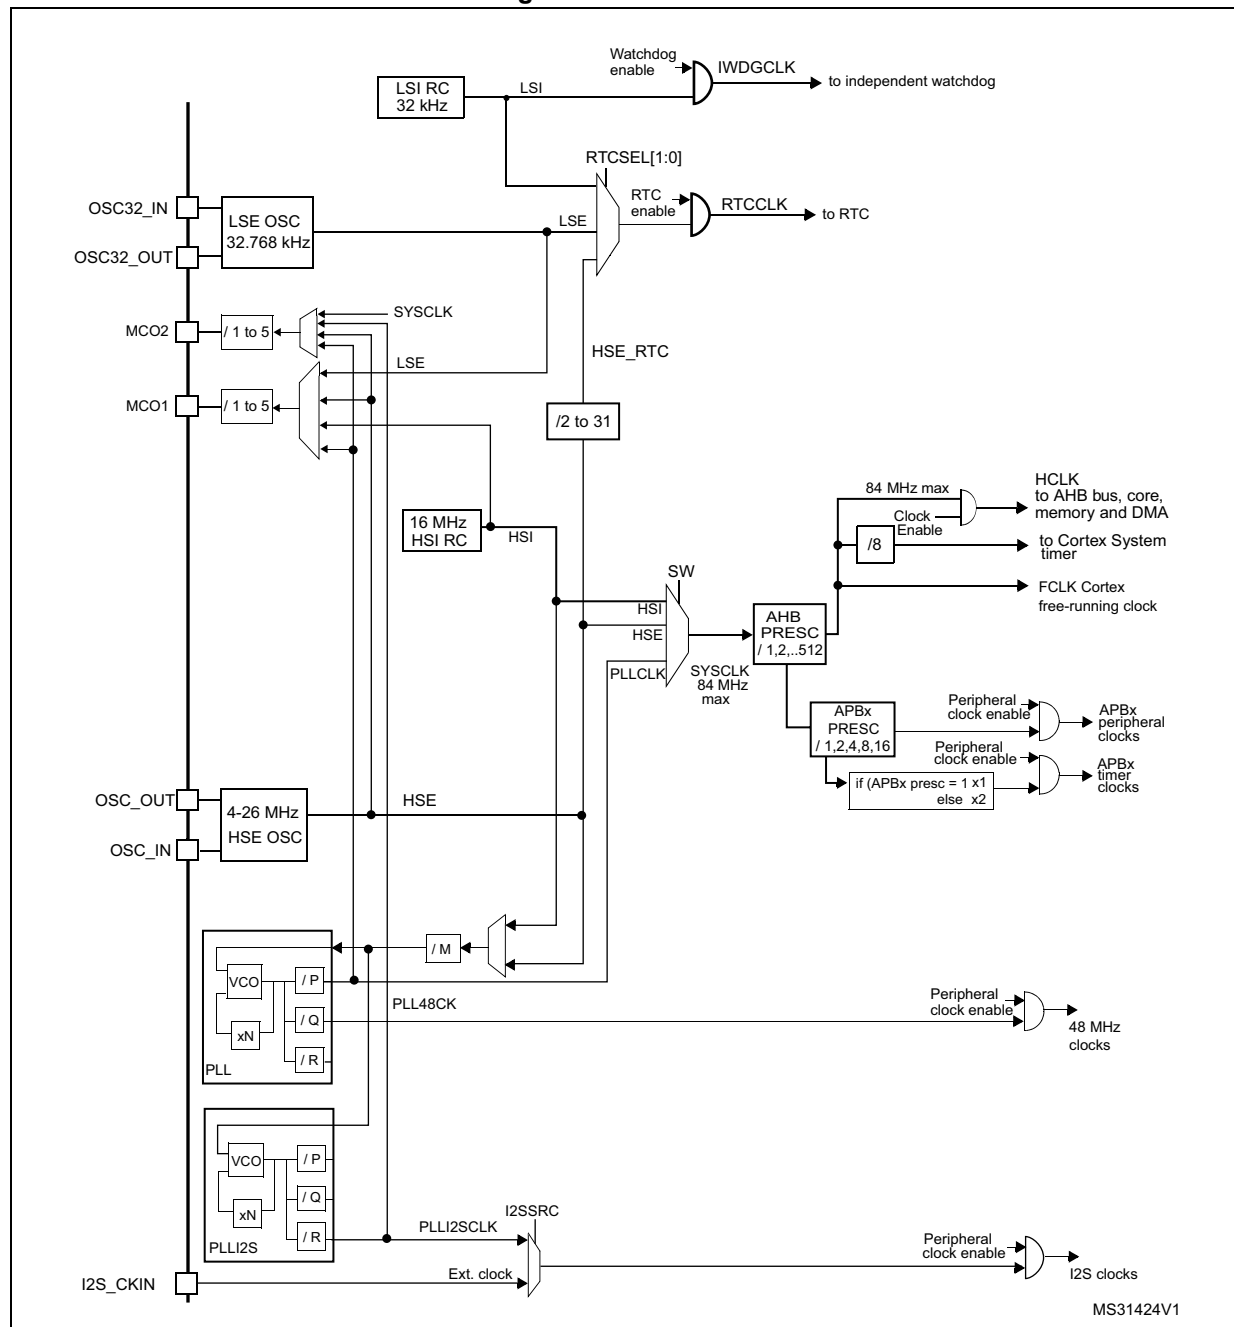 Watchdog
enable
IWDGCLK
to independent watchdog
LSI RC
32 kHz
LSI
RTCSEL[1:0]
OSC32_IN
LSE OSC
32.768 kHz
OSC32_OUT
LSE
RTC
enable
RTCCLK
to RTC
MCO2
/ 1 to 5
SYSCLK
LSE
HSE_RTC
MCO1
/ 1 to 5
/2 to 31
16 MHz
HSI RC
HSI
84 MHz max
Clock
Enable
HCLK
to AHB bus, core,
memory and DMA
/8
to Cortex System
timer
FCLK Cortex
free-running clock
SW
HSI
HSE
PLLCLK
SYSCLK
84 MHz
max
AHB
PRESC
/ 1,2,..512
APBx
PRESC
/ 1,2,4,8,16
Peripheral
clock enable
APBx
peripheral
clocks
Peripheral
clock enable
APBx
timer
clocks
if (APBx presc = 1 x1
else x2
OSC_OUT
4-26 MHz
HSE OSC
OSC_IN
HSE
/ M
VCO
xN
/ P
/ Q
/ R
PLL
PLL48CK
Peripheral
clock enable
48 MHz
clocks
VCO
xN
/ P
/ Q
/ R
PLLI2S
PLLI2SCLK
I2SSRC
Peripheral
clock enable
I2S clocks
I2S_CKIN
Ext. clock
MS31424V1